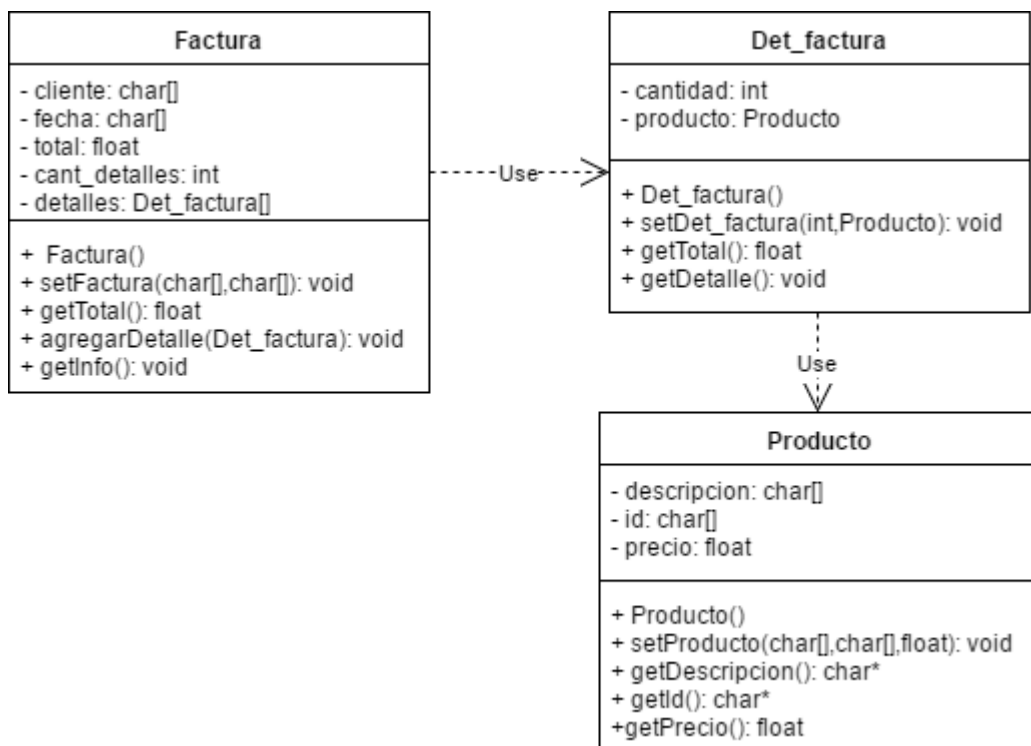 Factura
- cliente: char[]
- fecha: char[]
- total: float
- cant_detalles: int
- detalles: Det_factura[]
+ Factura()
+ setFactura(char[],char[]): void
+ getTotal(): float
+ agregarDetalle(Det_factura): void
+ getInfo(): void
Use
Det_factura
- cantidad: int
- producto: Producto
+ Det_factura()
+ setDet_factura(int,Producto): void
+ getTotal(): float
+ getDetalle(): void
Use
Producto
- descripcion: char[]
- id: char[]
- precio: float
+ Producto()
+ setProducto(char[],char[],float): void
+ getDescripcion(): char*
+ getId(): char*
+getPrecio(): float